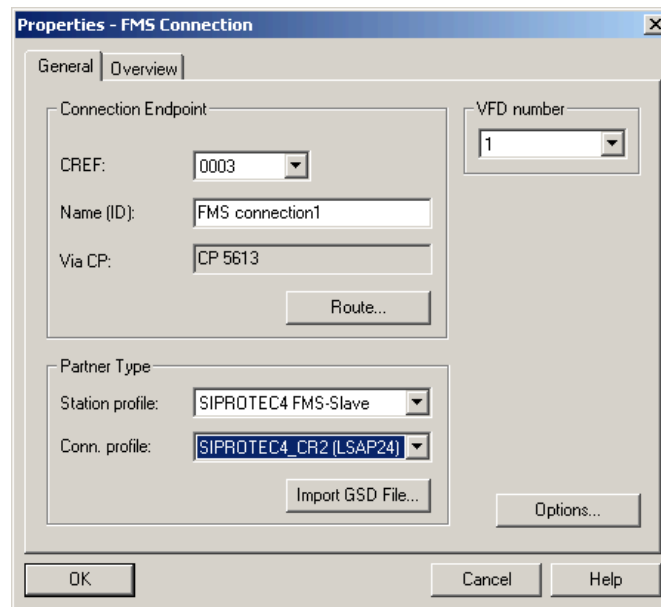 Properties - FMS Connection
General
Overview
Connection Endpoint
VFD number
1
CREF:
0003
Name (ID):
FMS connection1
Via CP:
CP 5613
Route...
Partner Type
Station profile:
SIPROTEC4 FMS-Slave
Conn. profile:
SIPROTEC4_CR2 (LSAP24)
Import GSD File...
Options...
OK
Cancel
Help